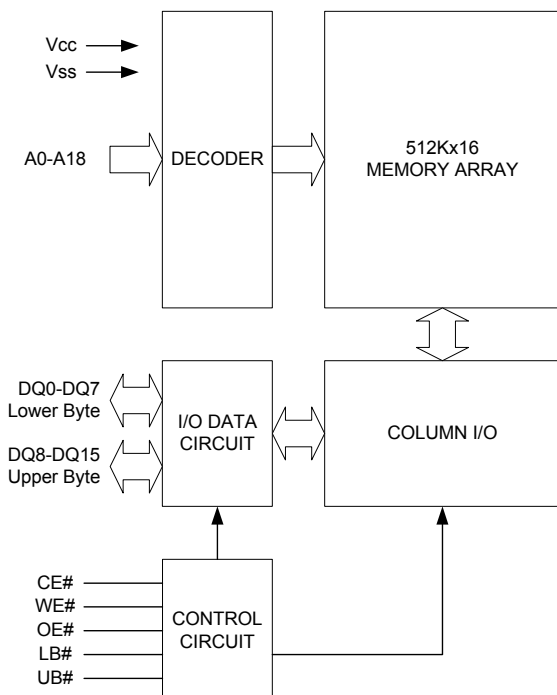 Vcc
Vss
A0-A18
DECODER
512Kx16
MEMORY ARRAY
DQ0-DQ7
Lower Byte
DQ8-DQ15
Upper Byte
I/O DATA
CIRCUIT
COLUMN I/O
CE#
WE#
OE#
LB#
UB#
CONTROL
CIRCUIT